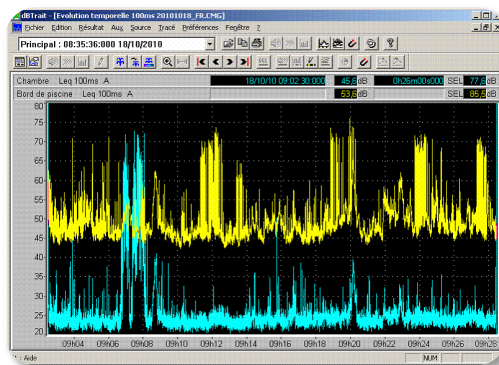 dBTrait - [Evolution temporelle 100ms 20101018_FR.CMG]
Fichier Edition Résultat Aux Source Tracé Préférences Fenêtre ?
Principal : 08:35:36:000 18/10/2010
Chambre Leq 100ms A 18/10/10 09:02:30:000 45,6 dB 0h26m00s000 SEL 77,6 dB
Bord de piscine Leq 100ms A 53,6 dB SEL 85,5 dB
80
75
70
65
60
55
50
45
40
35
30
25
20
09h04 09h06 09h08 09h10 09h12 09h14 09h16 09h18 09h20 09h22 09h24 09h26 09h28
: Aide NUM